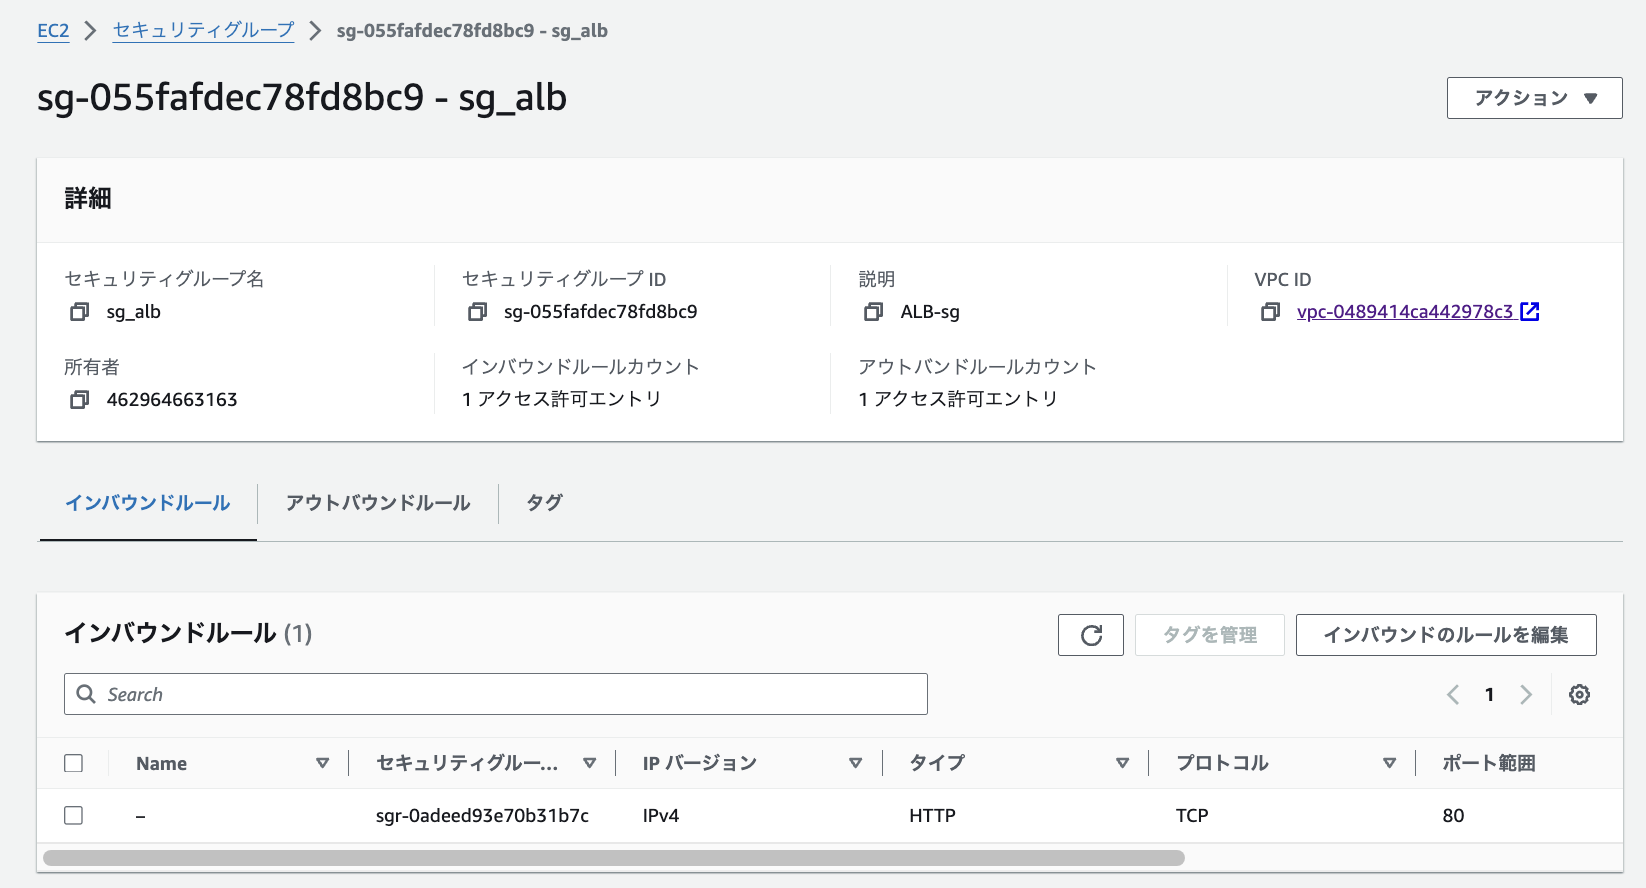 EC2 > セキュリティグループ > sg-055fafdec78fd8bc9 - sg_alb
sg-055fafdec78fd8bc9 - sg_alb
アクション ▼
詳細
セキュリティグループ名 セキュリティグループ ID 説明 VPC ID
sg_alb sg-055fafdec78fd8bc9 ALB-sg vpc-0489414ca442978c3
所有者 インバウンドルールカウント アウトバンドルールカウント
462964663163 1 アクセス許可エントリ 1 アクセス許可エントリ
インバウンドルール アウトバウンドルール タグ
インバウンドルール (1) タグを管理 インバウンドのルールを編集
Search 1
Name セキュリティグルー... IP バージョン タイプ プロトコル ポート範囲
– sgr-0adeed93e70b31b7c IPv4 HTTP TCP 80